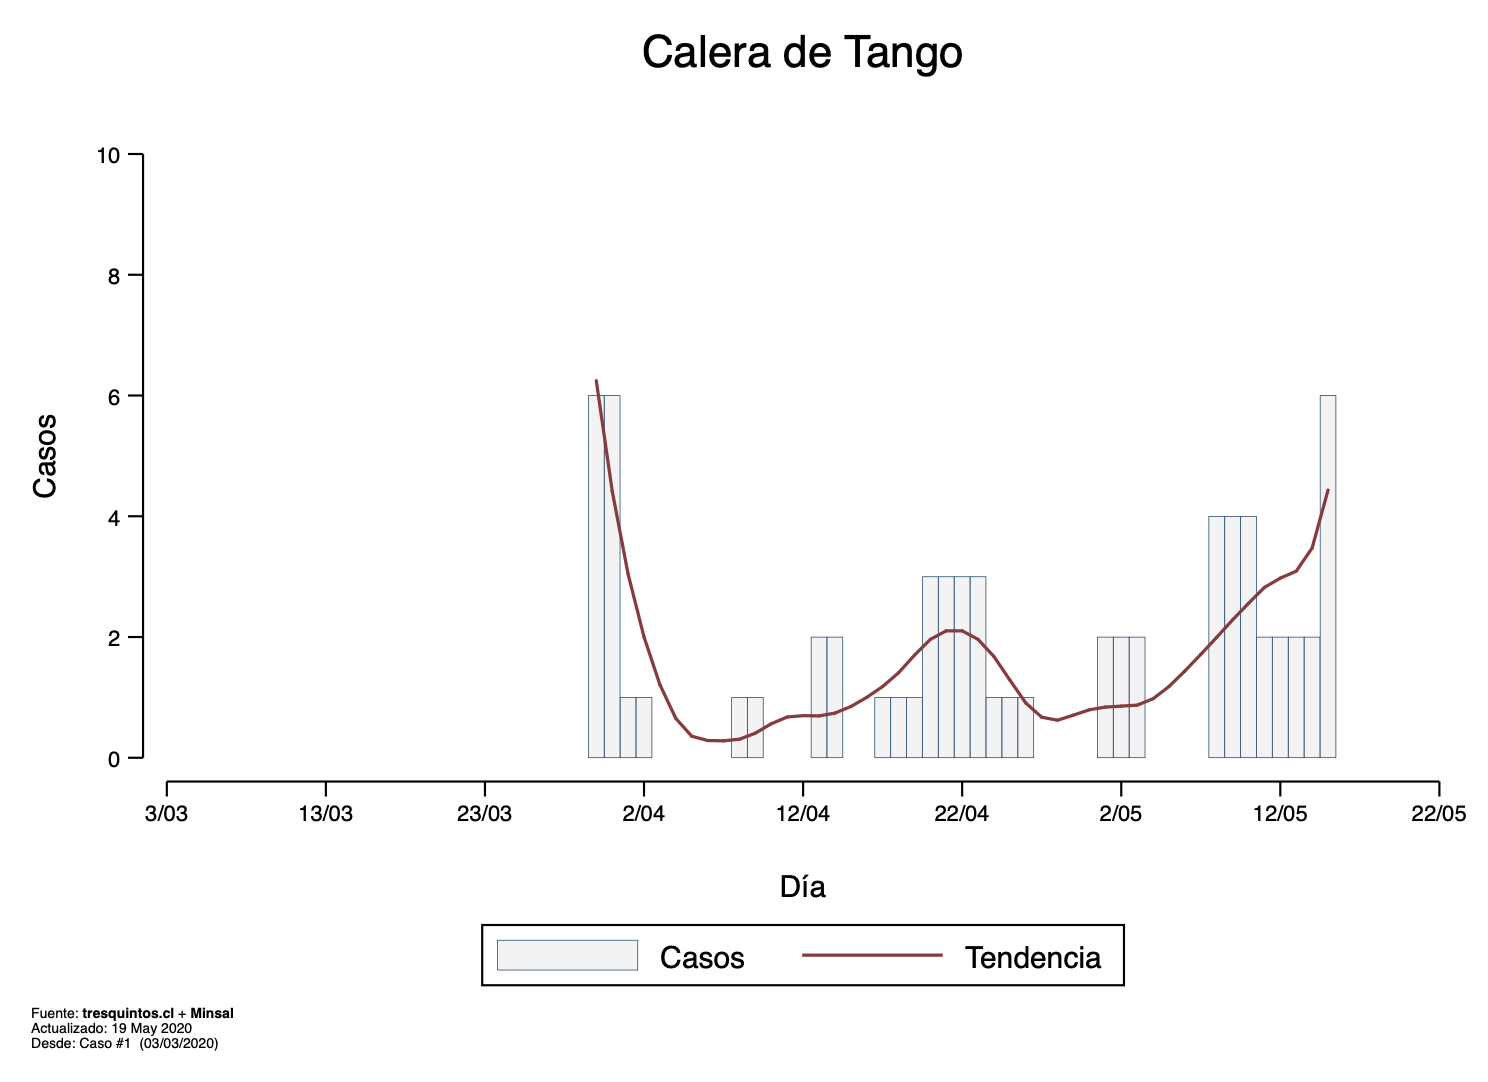 Calera de Tango
10
8
6
4
2
0
Casos
3/03 13/03 23/03 2/04 12/04 22/04 2/05 12/05 22/05
Día
Casos Tendencia
Fuente: tresquintos.cl + Minsal
Actualizado: 19 May 2020
Desde: Caso #1 (03/03/2020)